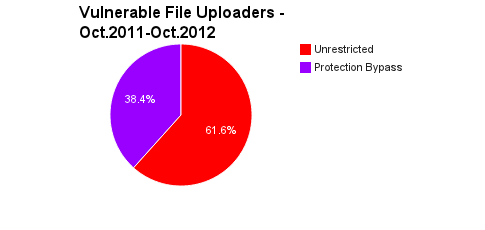 Vulnerable File Uploaders -
Oct.2011-Oct.2012
Unrestricted
Protection Bypass
38.4%
61.6%